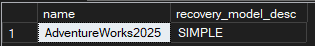 name recovery_model_desc
1 AdventureWorks2025 SIMPLE